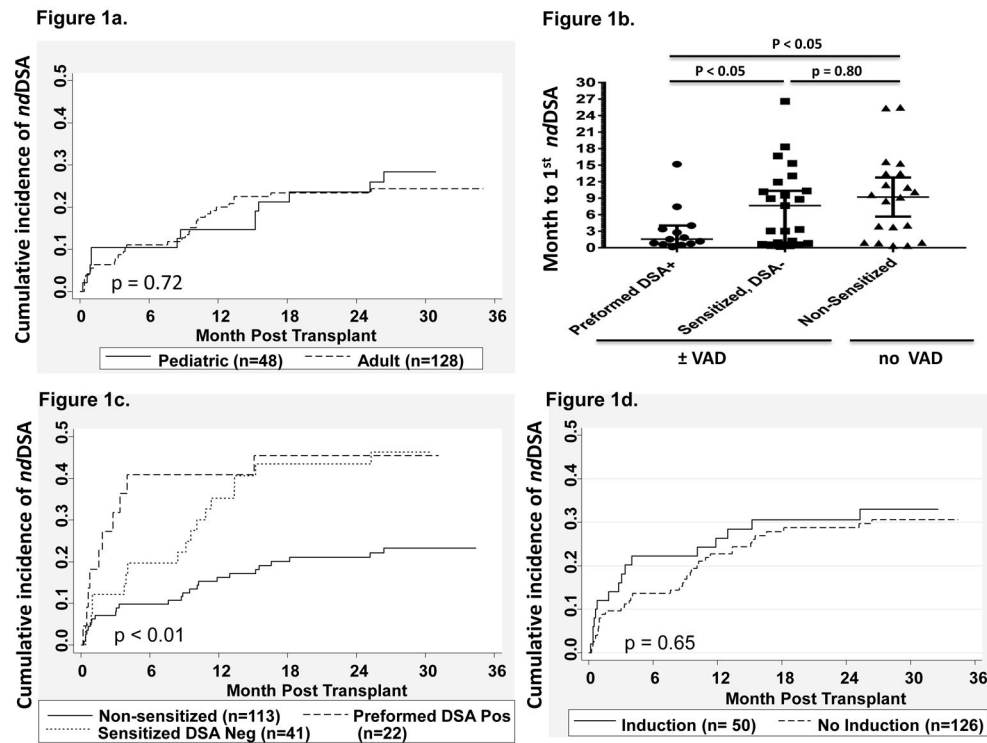 Figure 1a.
Cumulative incidence of ndDSA
0.5
0.4
0.3
0.2
0.1
0.0
p = 0.72
0 6 12 18 24 30 36
Month Post Transplant
Pediatric (n=48) Adult (n=128)
Figure 1b.
P < 0.05
P < 0.05 p = 0.80
Month to 1st ndDSA
30
27
24
21
18
15
12
9
6
3
0
Preformed DSA+
Sensitized, DSA-
Non-Sensitized
± VAD no VAD
Figure 1c.
Cumulative incidence of ndDSA
0.5
0.4
0.3
0.2
0.1
0.0
p < 0.01
0 6 12 18 24 30 36
Month Post Transplant
Non-sensitized (n=113) Preformed DSA Pos
Sensitized DSA Neg (n=41) (n=22)
Figure 1d.
Cumulative incidence of ndDSA
0.5
0.4
0.3
0.2
0.1
0.0
p = 0.65
0 6 12 18 24 30 36
Month Post Transplant
Induction (n= 50) No Induction (n=126)